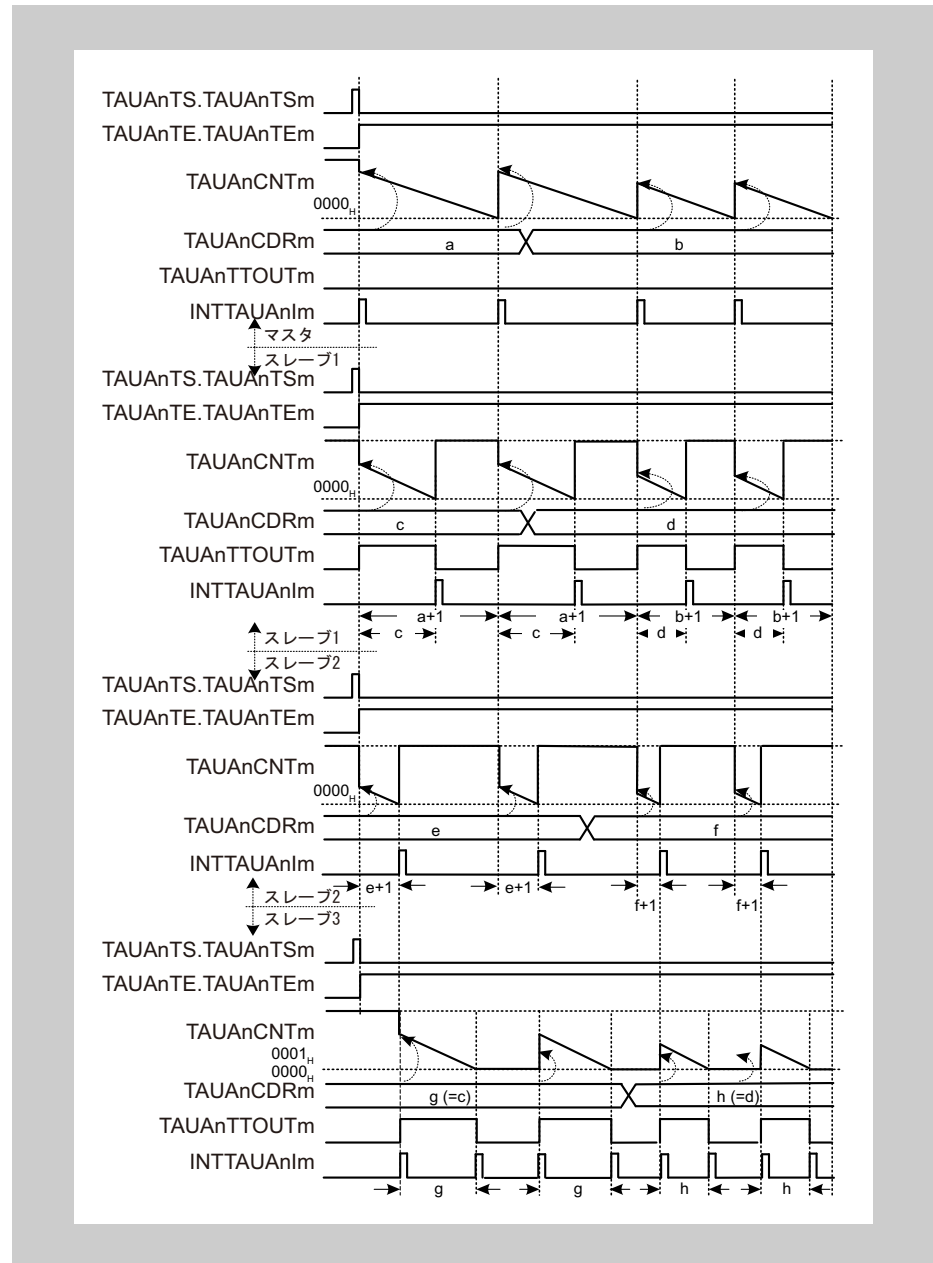 TAUAnTS.TAUAnTSm
TAUAnTE.TAUAnTEm
TAUAnCNTm
0000H
TAUAnCDRm
a
b
TAUAnTTOUTm
INTTAUAnIm
マスタ
スレーブ1
TAUAnTS.TAUAnTSm
TAUAnTE.TAUAnTEm
TAUAnCNTm
0000H
TAUAnCDRm
c
d
TAUAnTTOUTm
INTTAUAnIm
a+1 a+1 b+1 b+1
c c d d
スレーブ1
スレーブ2
TAUAnTS.TAUAnTSm
TAUAnTE.TAUAnTEm
TAUAnCNTm
0000H
TAUAnCDRm
e
f
INTTAUAnIm
e+1 e+1 f+1 f+1
スレーブ2
スレーブ3
TAUAnTS.TAUAnTSm
TAUAnTE.TAUAnTEm
TAUAnCNTm
0001H
0000H
TAUAnCDRm
g (=c)
h (=d)
TAUAnTTOUTm
INTTAUAnIm
g g h h